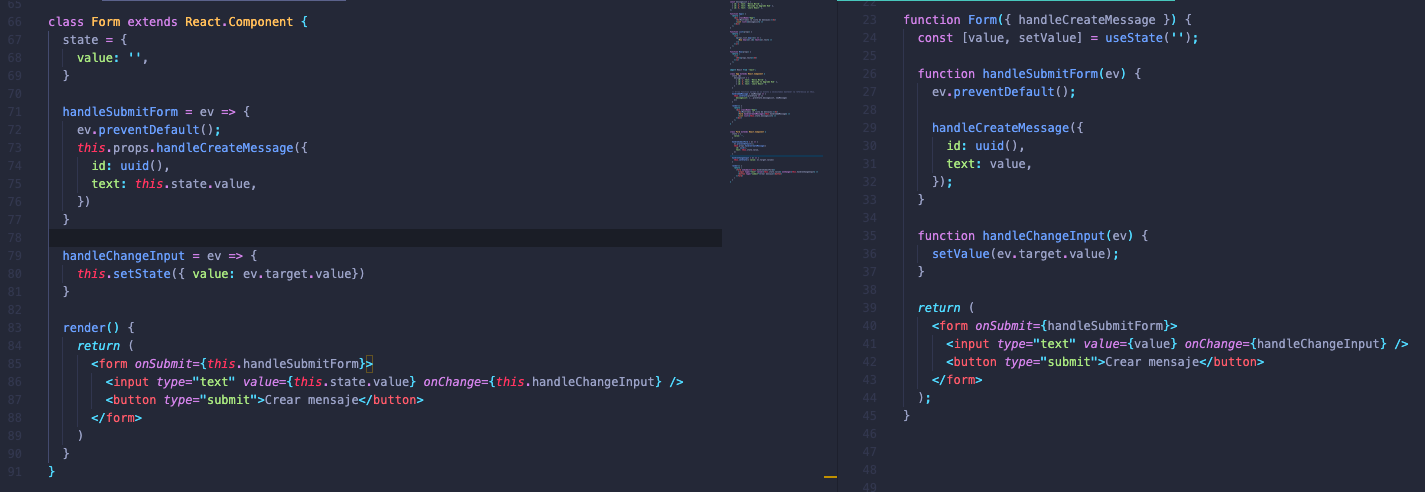 65
66 class Form extends React.Component {
67 state = {
68 value: '',
69 }
70
71 handleSubmitForm = ev => {
72 ev.preventDefault();
73 this.props.handleCreateMessage({
74 id: uuid(),
75 text: this.state.value,
76 })
77 }
78
79 handleChangeInput = ev => {
80 this.setState({ value: ev.target.value})
81 }
82
83 render() {
84 return (
85 <form onSubmit={this.handleSubmitForm}>
86 <input type="text" value={this.state.value} onChange={this.handleChangeInput} />
87 <button type="submit">Crear mensaje</button>
88 </form>
89 )
90 }
91 }
22
23 function Form({ handleCreateMessage }) {
24 const [value, setValue] = useState('');
25
26 function handleSubmitForm(ev) {
27 ev.preventDefault();
28
29 handleCreateMessage({
30 id: uuid(),
31 text: value,
32 });
33 }
34
35 function handleChangeInput(ev) {
36 setValue(ev.target.value);
37 }
38
39 return (
40 <form onSubmit={handleSubmitForm}>
41 <input type="text" value={value} onChange={handleChangeInput} />
42 <button type="submit">Crear mensaje</button>
43 </form>
44 );
45 }
46
47
48
49